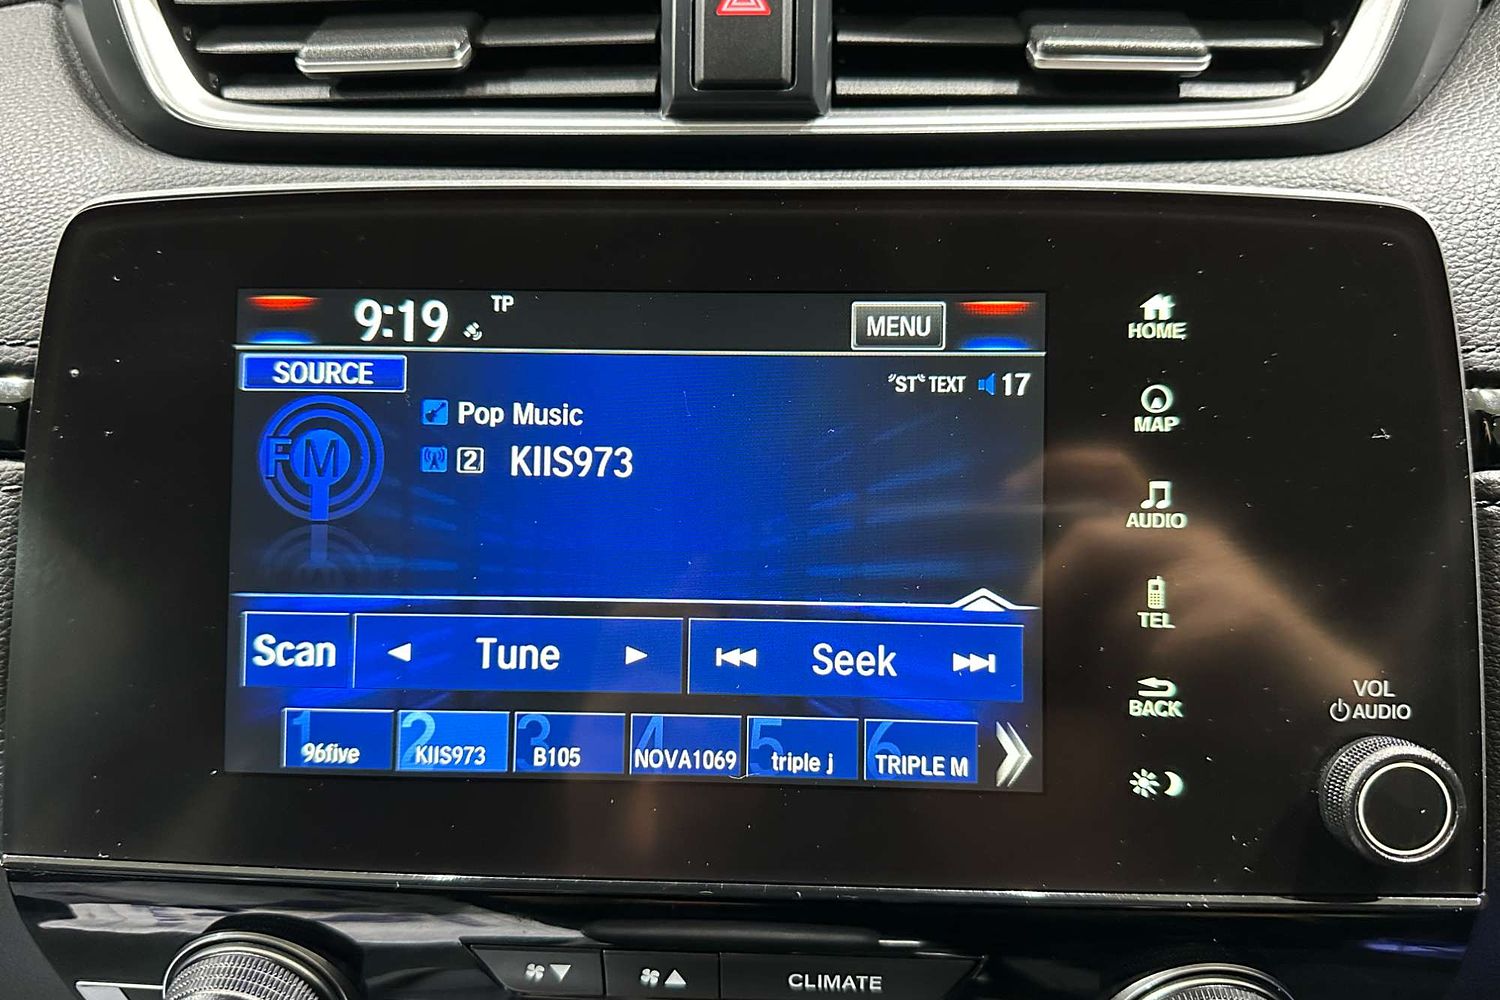 9:19 TP
MENU
SOURCE
"ST" TEXT 17
FM
Pop Music
2 KIIS973
Scan
Tune
Seek
1 96five
2 KIIS973
3 B105
4 NOVA1069
5 triple j
6 TRIPLE M
HOME
MAP
AUDIO
TEL
BACK
VOL
AUDIO
CLIMATE